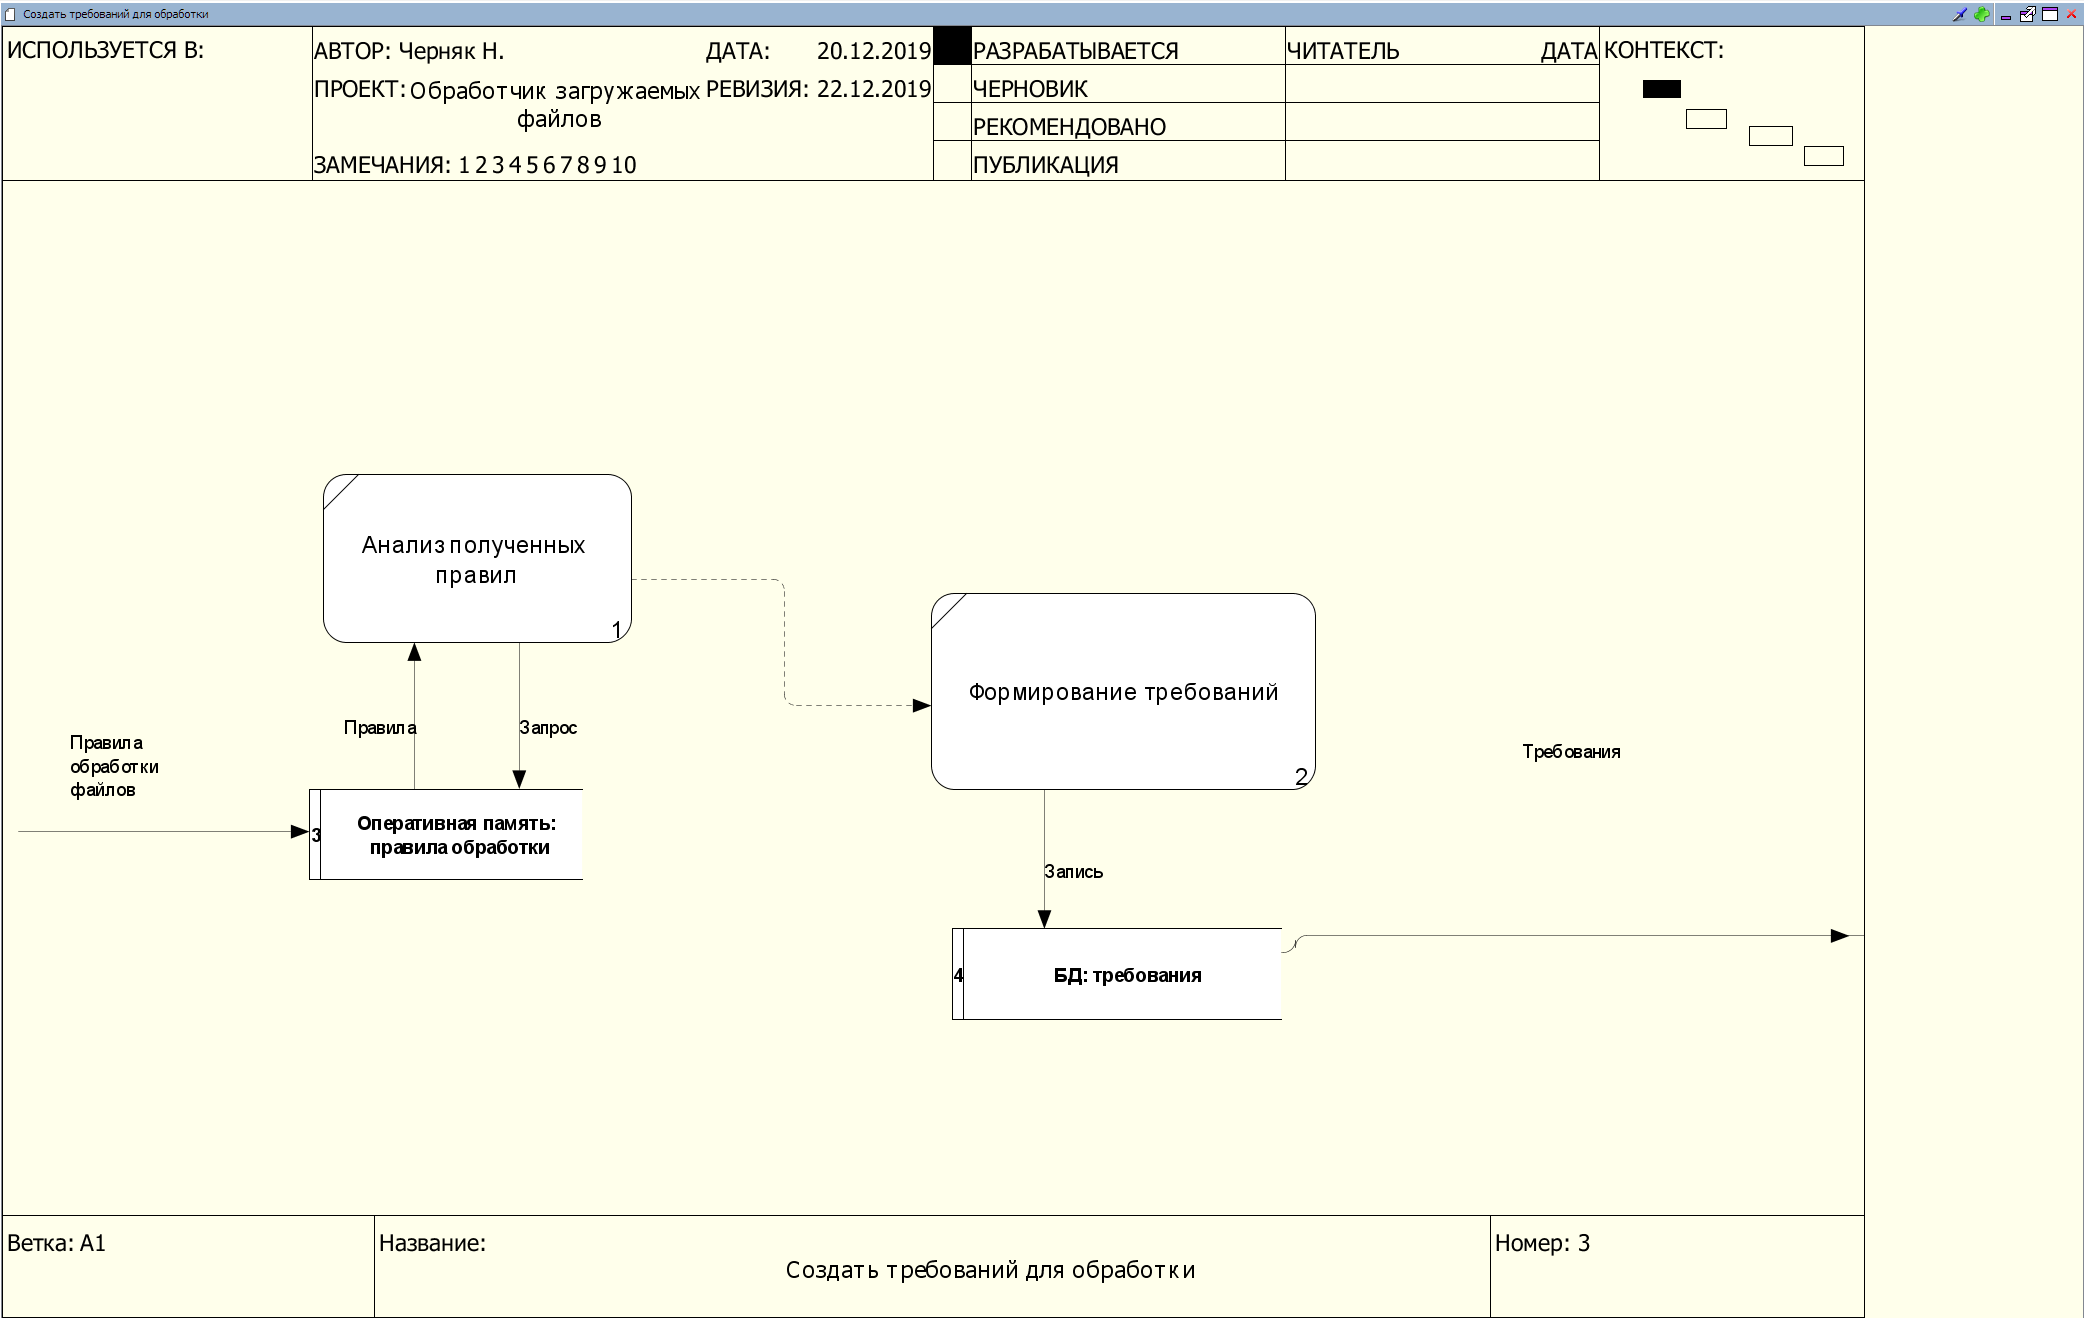 Создать требований для обработки
ИСПОЛЬЗУЕТСЯ В:
АВТОР: Черняк Н.
ДАТА: 20.12.2019
ПРОЕКТ: Обработчик загружаемых
файлов
РЕВИЗИЯ: 22.12.2019
ЗАМЕЧАНИЯ: 1 2 3 4 5 6 7 8 9 10
РАЗРАБАТЫВАЕТСЯ
ЧЕРНОВИК
РЕКОМЕНДОВАНО
ПУБЛИКАЦИЯ
ЧИТАТЕЛЬ
ДАТА
КОНТЕКСТ:
Анализ полученных
правил
1
Формирование требований
2
Правила
Запрос
Правила
обработки
файлов
Требования
3
Оперативная память:
правила обработки
Запись
4
БД: требования
Ветка: A1
Название:
Создать требований для обработки
Номер: 3